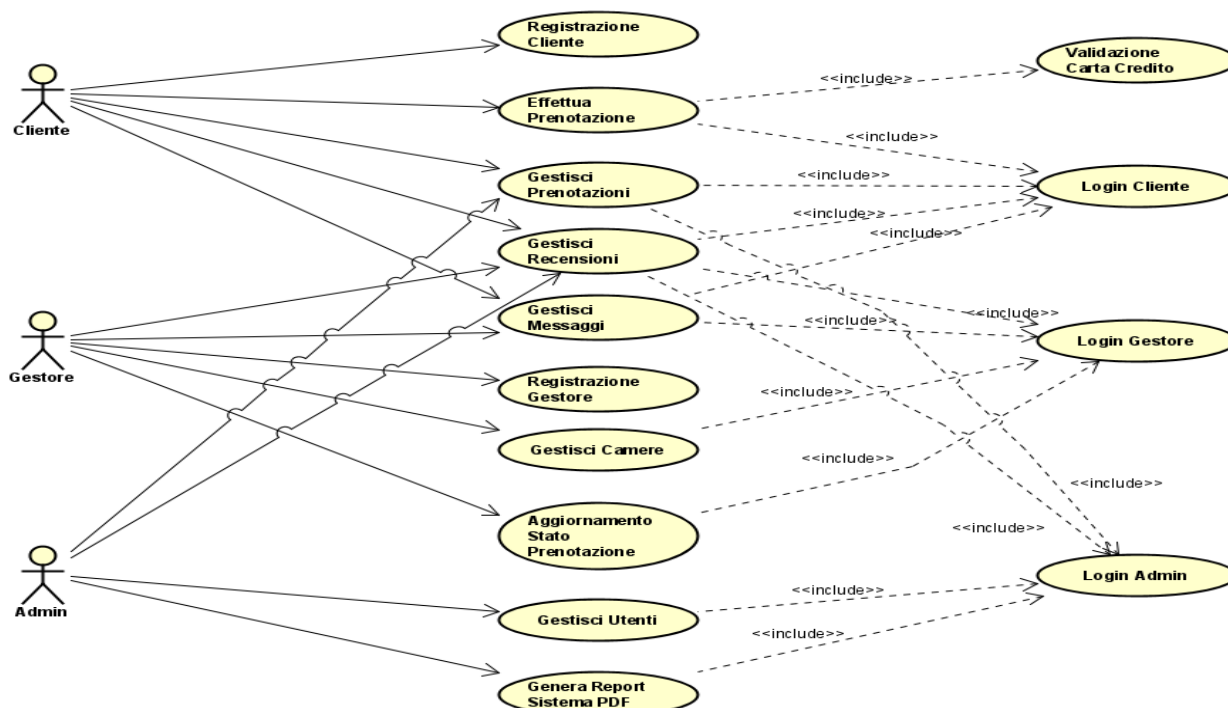 Registrazione
Cliente
Validazione
Carta Credito
<<include>>
Cliente
Effettua
Prenotazione
<<include>>
Gestisci
Prenotazioni
<<include>>
Login Cliente
<<include>>
<<include>>
Gestisci
Recensioni
<<include>>
Gestisci
Messaggi
<<include>>
Gestore
Login Gestore
Registrazione
Gestore
<<include>>
Gestisci Camere
<<include>>
<<include>>
Aggiornamento
Stato
Prenotazione
<<include>>
Admin
Login Admin
<<include>>
Gestisci Utenti
<<include>>
Genera Report
Sistema PDF